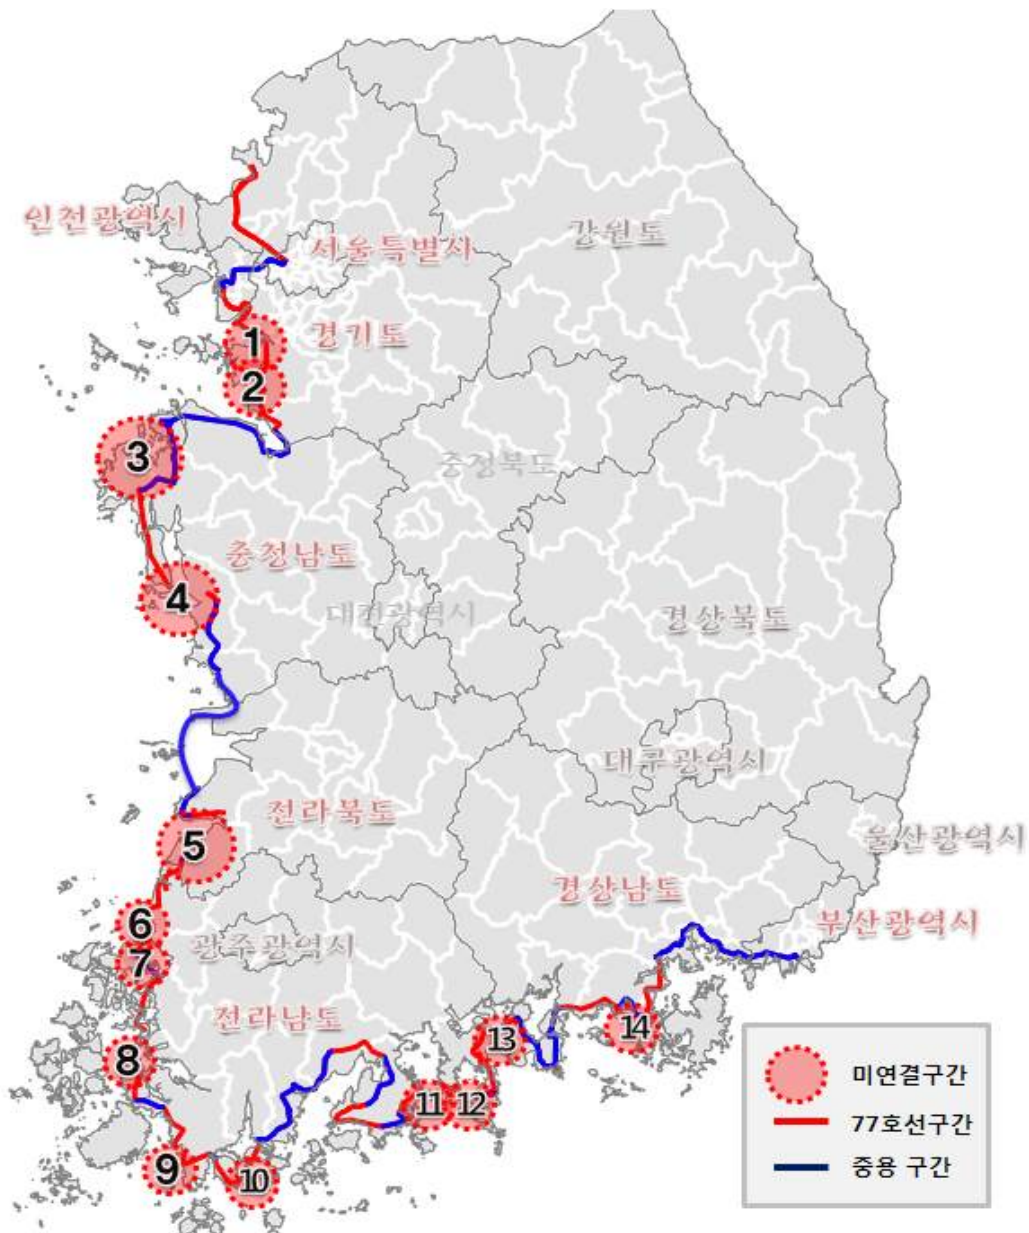 인천광역시
서울특별시
강원도
1
경기도
2
3
충청북도
충청남도
4
대전광역시
경상북도
대구광역시
전라북도
울산광역시
5
경상남도
부산광역시
6
광주광역시
7
전라남도
13
14
8
11
12
9
10
미연결구간
77호선구간
중용 구간